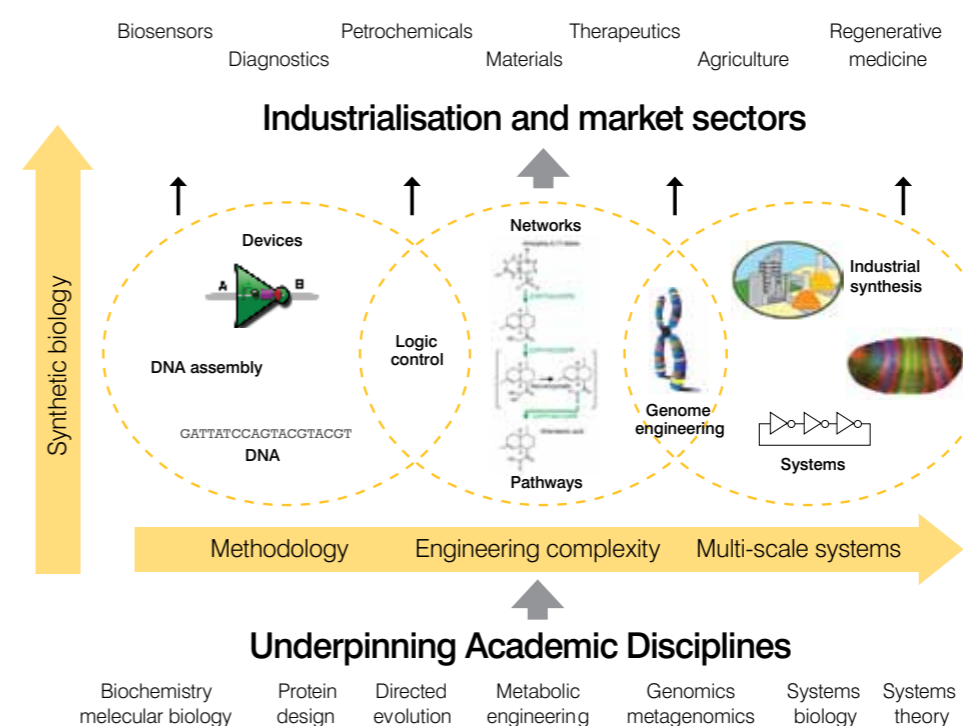 Biosensors
Petrochemicals
Therapeutics
Regenerative
medicine
Diagnostics
Materials
Agriculture
Industrialisation and market sectors
Synthetic biology
Devices
A
B
DNA assembly
GATTATCCAGTACGTACGT
DNA
Logic
control
Networks
Pathways
Genome
engineering
Industrial
synthesis
Systems
Methodology
Engineering complexity
Multi-scale systems
Underpinning Academic Disciplines
Biochemistry
melecular biology
Protein
design
Directed
evolution
Metabolic
engineering
Genomics
metagenomics
Systems
biology
Systems
theory